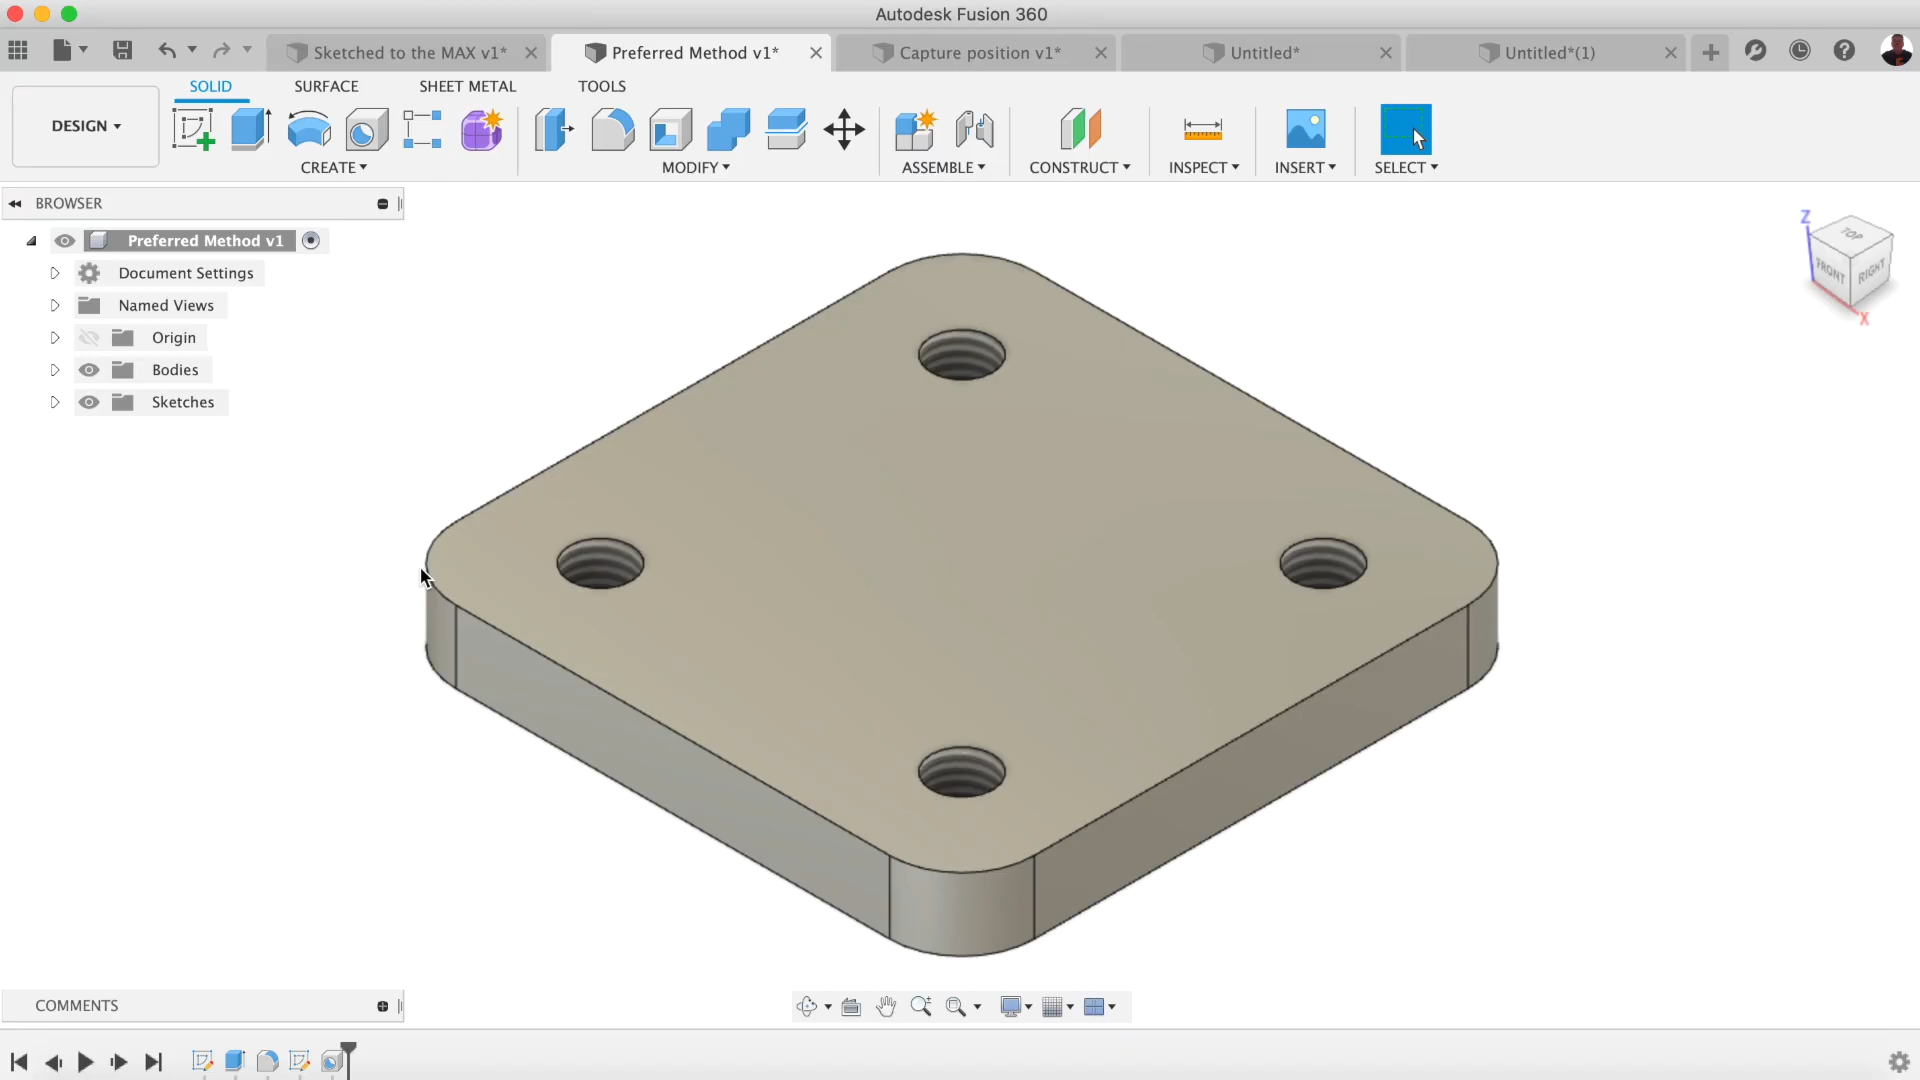 Autodesk Fusion 360
Sketched to the MAX v1*
Preferred Method v1*
Capture position v1*
Untitled*
Untitled*(1)
SOLID
SURFACE
SHEET METAL
TOOLS
DESIGN
CREATE
MODIFY
ASSEMBLE
CONSTRUCT
INSPECT
INSERT
SELECT
BROWSER
Preferred Method v1
Document Settings
Named Views
Origin
Bodies
Sketches
Z
TOP
FRONT
RIGHT
X
COMMENTS